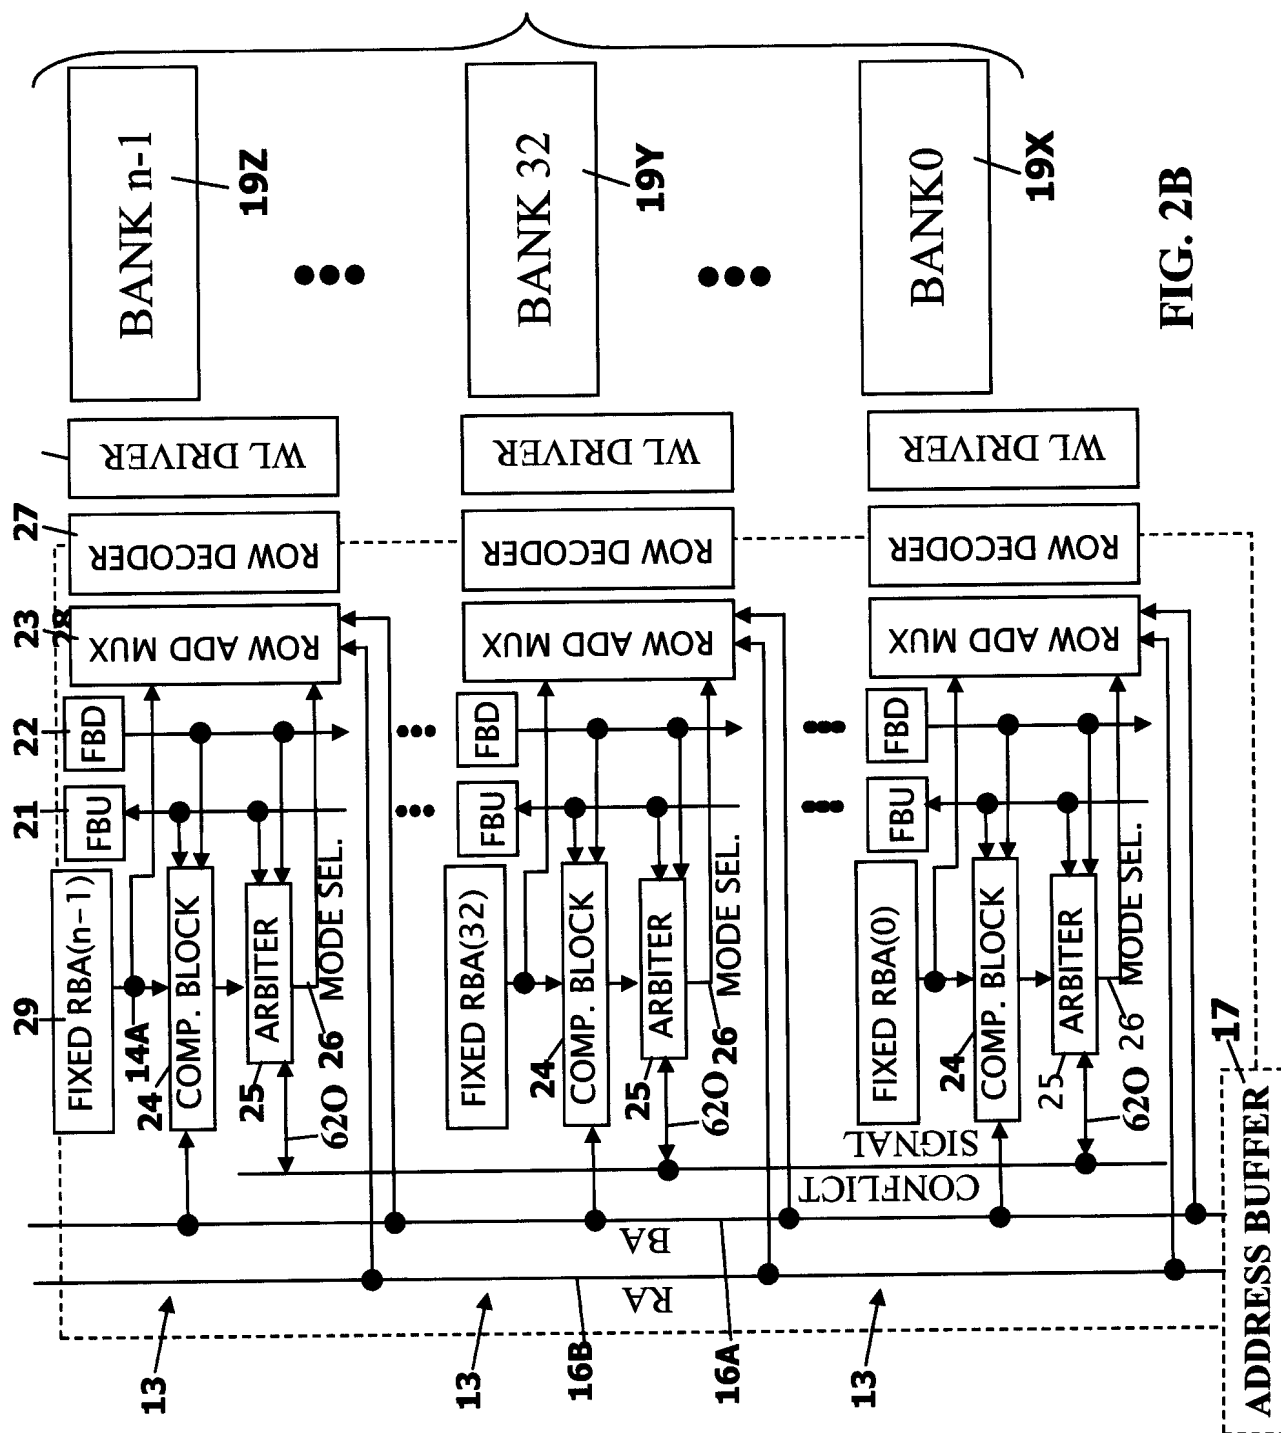 29
21
22
23
28
27
13
14A
FIXED RBA(n-1)
FBU
FBD
24
COMP. BLOCK
25
ARBITER
620
26
MODE SEL.
ROW ADD MUX
ROW DECODER
WL DRIVER
BANK n-1
19Z
13
FIXED RBA(32)
FBU
FBD
24
COMP. BLOCK
25
ARBITER
620
26
MODE SEL.
ROW ADD MUX
ROW DECODER
WL DRIVER
BANK 32
19Y
16B
RA
16A
BA
CONFLICT
SIGNAL
13
FIXED RBA(0)
FBU
FBD
24
COMP. BLOCK
25
ARBITER
620
26
MODE SEL.
ROW ADD MUX
ROW DECODER
WL DRIVER
BANK0
19X
17
ADDRESS BUFFER
FIG. 2B